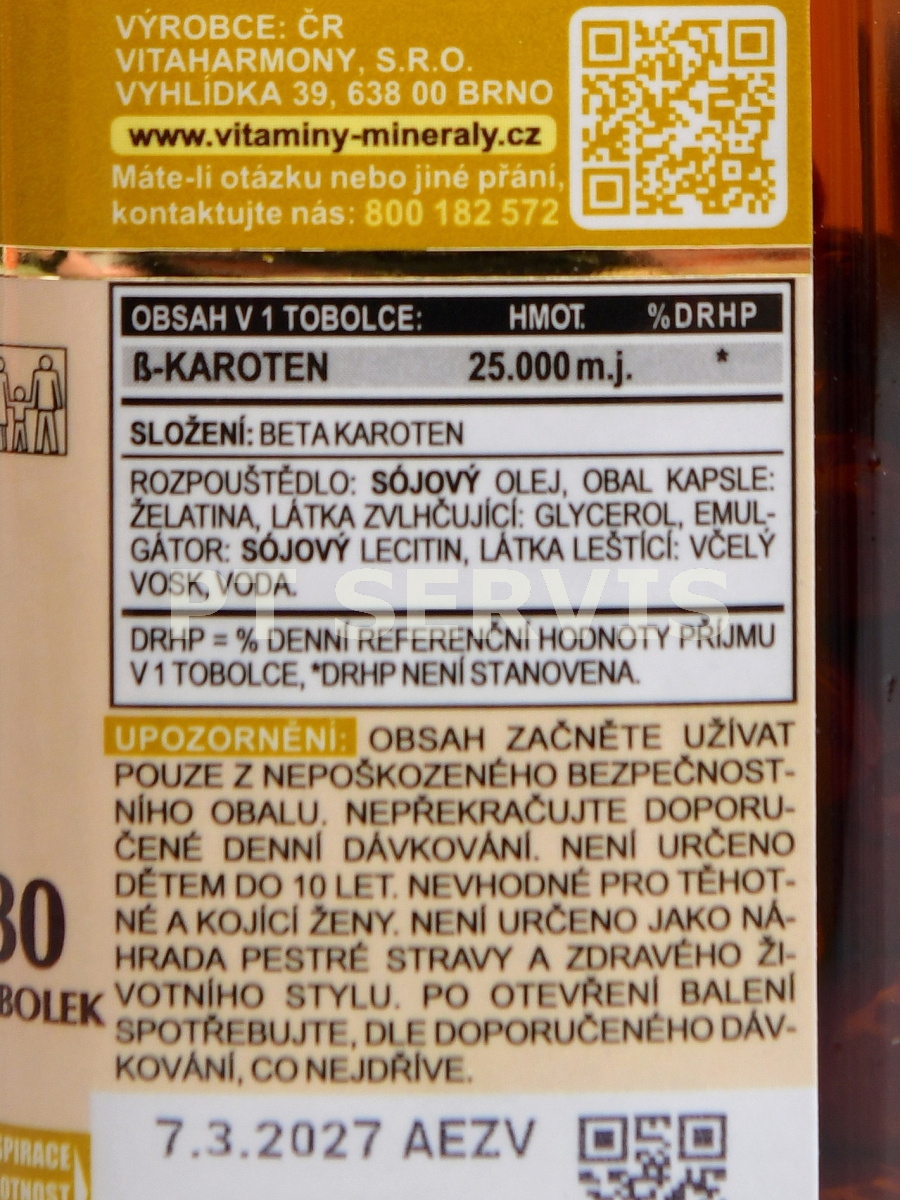 VÝROBCE: ČR
VITAHARMONY, S.R.O.
VYHLÍDKA 39, 638 00 BRNO
www.vitaminy-mineraly.cz
Máte-li otázku nebo jiné přání,
kontaktujte nás: 800 182 572
OBSAH V 1 TOBOLCE: HMOT. %DRHP
ß-KAROTEN 25.000 m.j. *
SLOŽENÍ: BETAKAROTEN
ROZPOUŠTĚDLO: SÓJOVÝ OLEJ, OBAL KAPSLE:
ŽELATINA, LÁTKA ZVLHČUJÍCÍ: GLYCEROL, EMUL-
GÁTOR: SÓJOVÝ LECITIN, LÁTKA LEŠTÍCÍ: VČELÝ
VOSK, VODA.
PT SERVIS
DRHP = % DENNÍ REFERENČNÍ HODNOTY PŘÍJMU
V 1 TOBOLCE, *DRHP NENÍ STANOVENA.
UPOZORNĚNÍ: OBSAH ZAČNĚTE UŽÍVAT
POUZE Z NEPOŠKOZENÉHO BEZPEČNOST-
NÍHO OBALU. NEPŘEKRAČUJTE DOPORU-
ČENÉ DENNÍ DÁVKOVÁNÍ. NENÍ URČENO
DĚTEM DO 10 LET. NEVHODNÉ PRO TĚHOT-
NÉ A KOJÍCÍ ŽENY. NENÍ URČENO JAKO NÁ-
HRADA PESTRÉ STRAVY A ZDRAVÉHO ŽI-
VOTNÍHO STYLU. PO OTEVŘENÍ BALENÍ
SPOTŘEBUJTE, DLE DOPORUČENÉHO DÁV-
KOVÁNÍ, CO NEJDŘÍVE.
30
BOLEK
SPIRACE
OTNOST
7.3.2027 AEZV